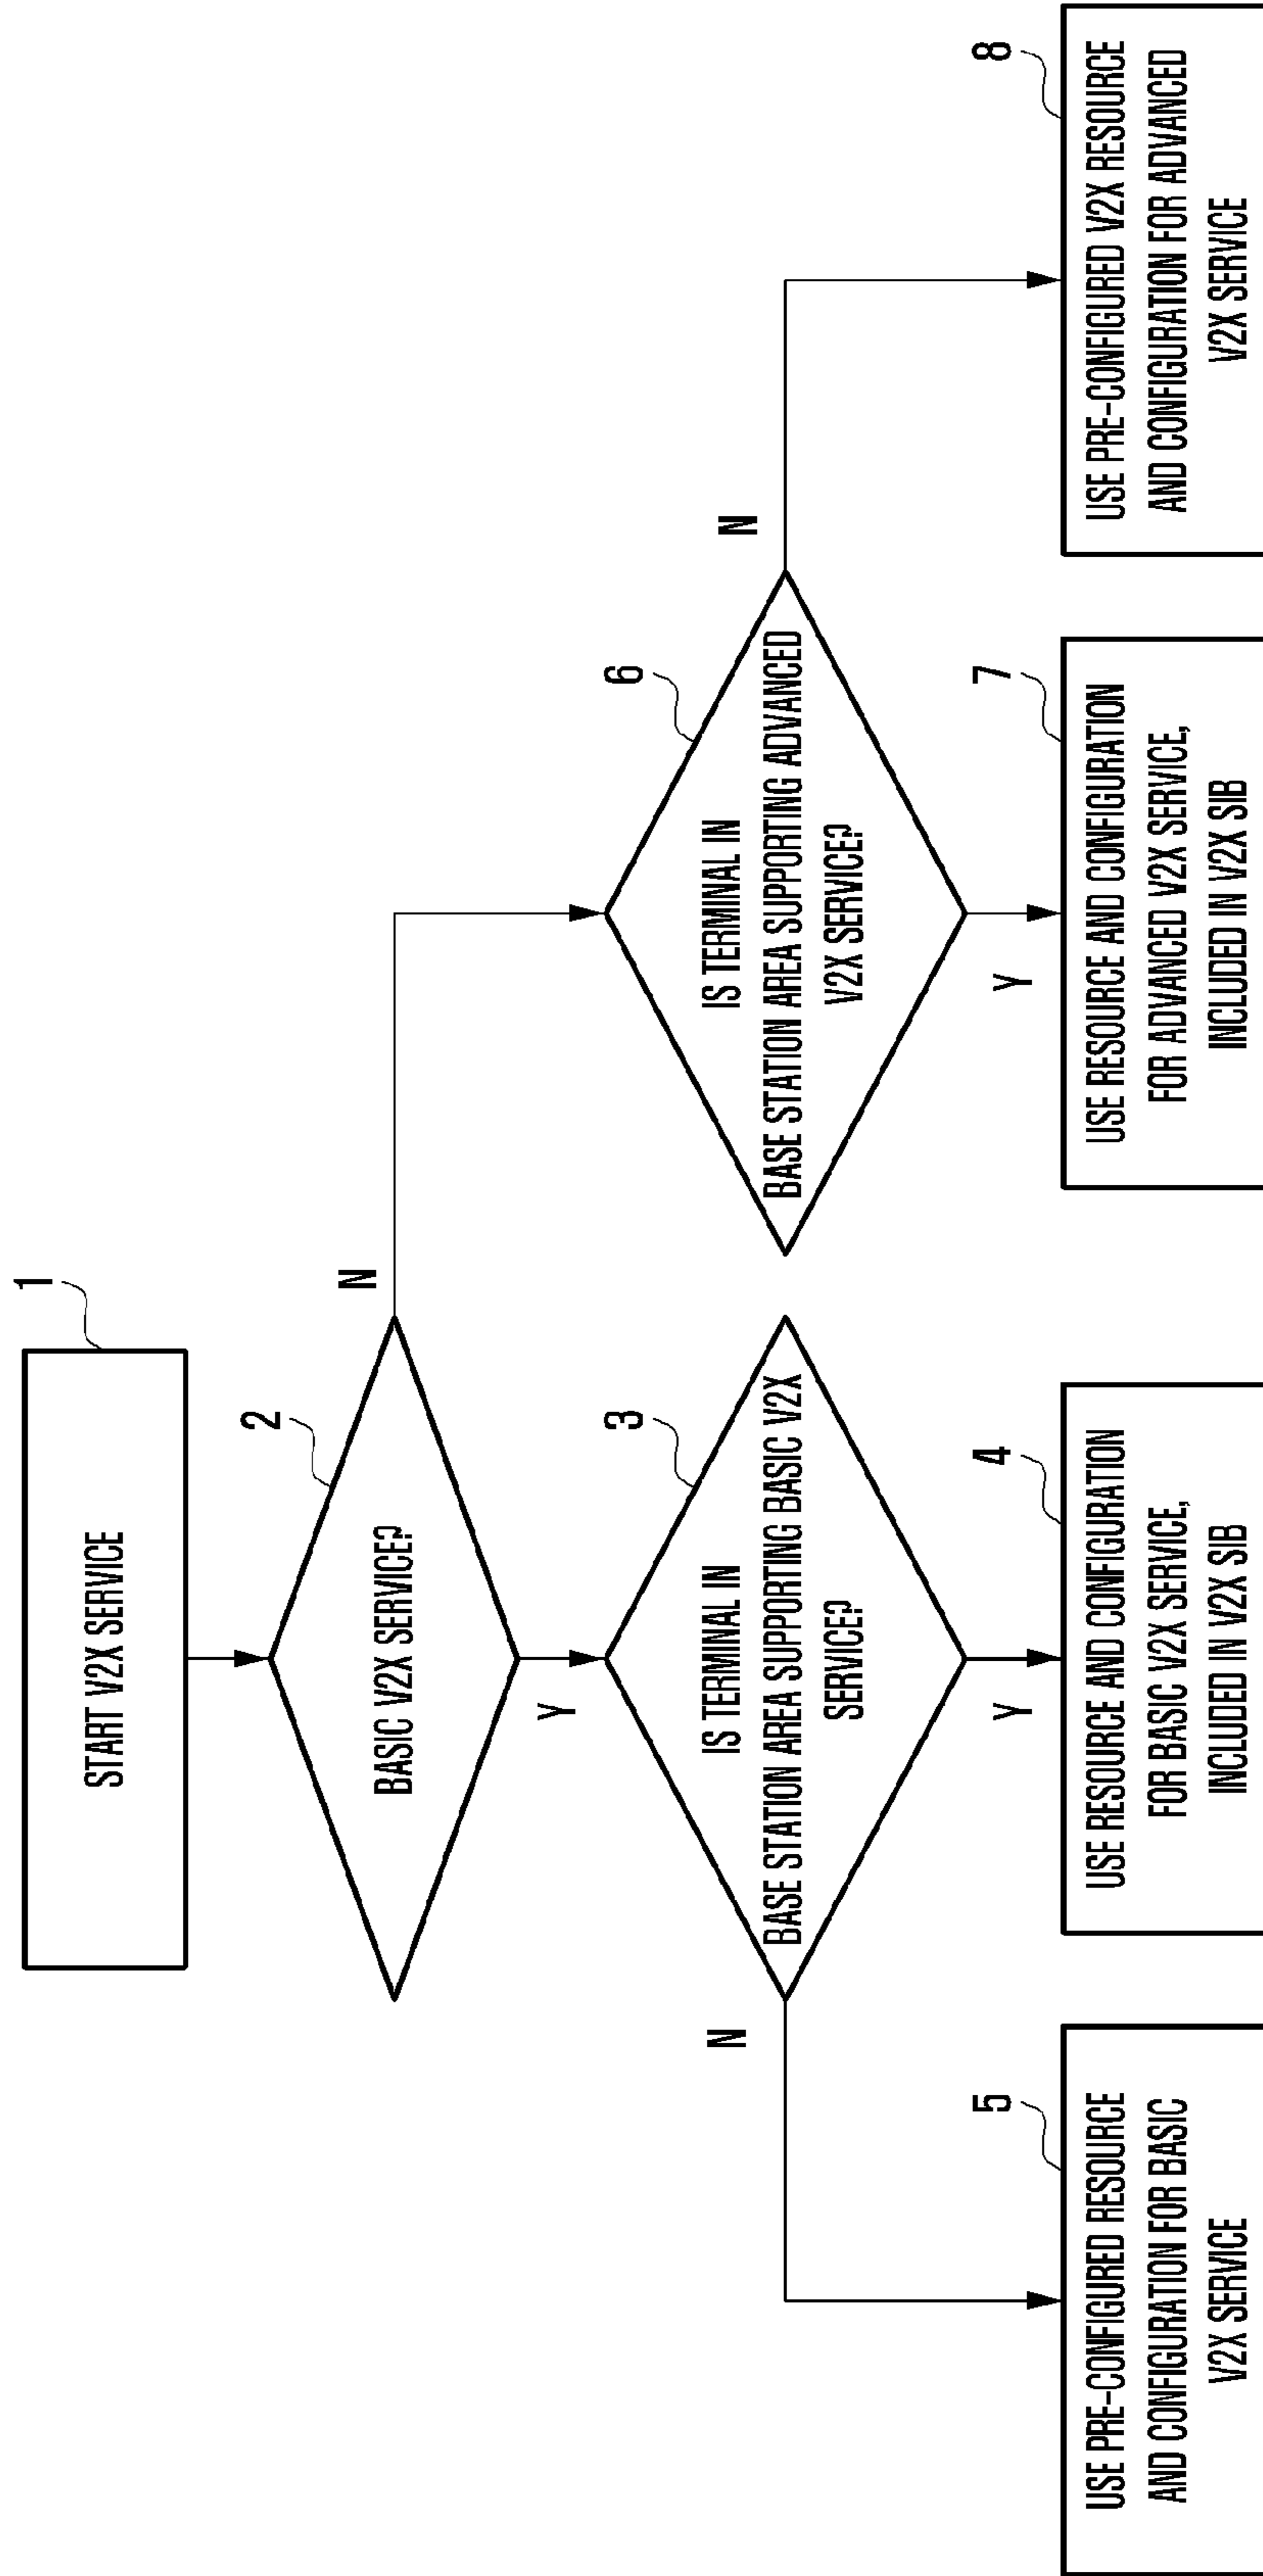 1
START V2X SERVICE
2
BASIC V2X SERVICE?
N
Y
3
IS TERMINAL IN
BASE STATION AREA SUPPORTING BASIC V2X
SERVICE?
N
Y
6
IS TERMINAL IN
BASE STATION AREA SUPPORTING ADVANCED
V2X SERVICE?
N
Y
5
USE PRE-CONFIGURED RESOURCE
AND CONFIGURATION FOR BASIC
V2X SERVICE
4
USE RESOURCE AND CONFIGURATION
FOR BASIC V2X SERVICE,
INCLUDED IN V2X SIB
7
USE RESOURCE AND CONFIGURATION
FOR ADVANCED V2X SERVICE,
INCLUDED IN V2X SIB
8
USE PRE-CONFIGURED V2X RESOURCE
AND CONFIGURATION FOR ADVANCED
V2X SERVICE